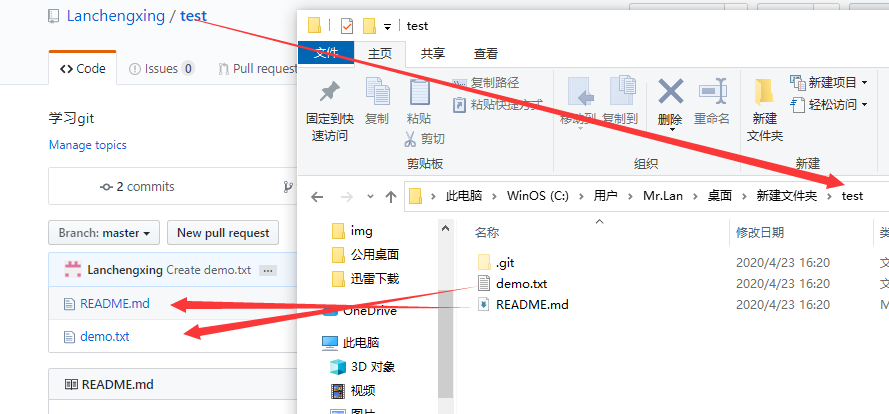 Lanchengxing / test
Code
Issues 0
Pull request
学习git
Manage topics
2 commits
Branch: master
New pull request
Lanchengxing Create demo.txt
README.md
demo.txt
README.md
test
文件
主页
共享
查看
固定到快速访问
复制
粘贴
复制路径
粘贴快捷方式
剪切
剪贴板
移动到
复制到
删除
重命名
组织
新建文件夹
新建项目
轻松访问
新建
此电脑 WinOS (C:) 用户 Mr.Lan 桌面 新建文件夹 test
img
公用桌面
迅雷下载
OneDrive
此电脑
3D 对象
视频
图片
名称
修改日期
类
.git
2020/4/23 16:20
文
demo.txt
2020/4/23 16:20
文
README.md
2020/4/23 16:20
M